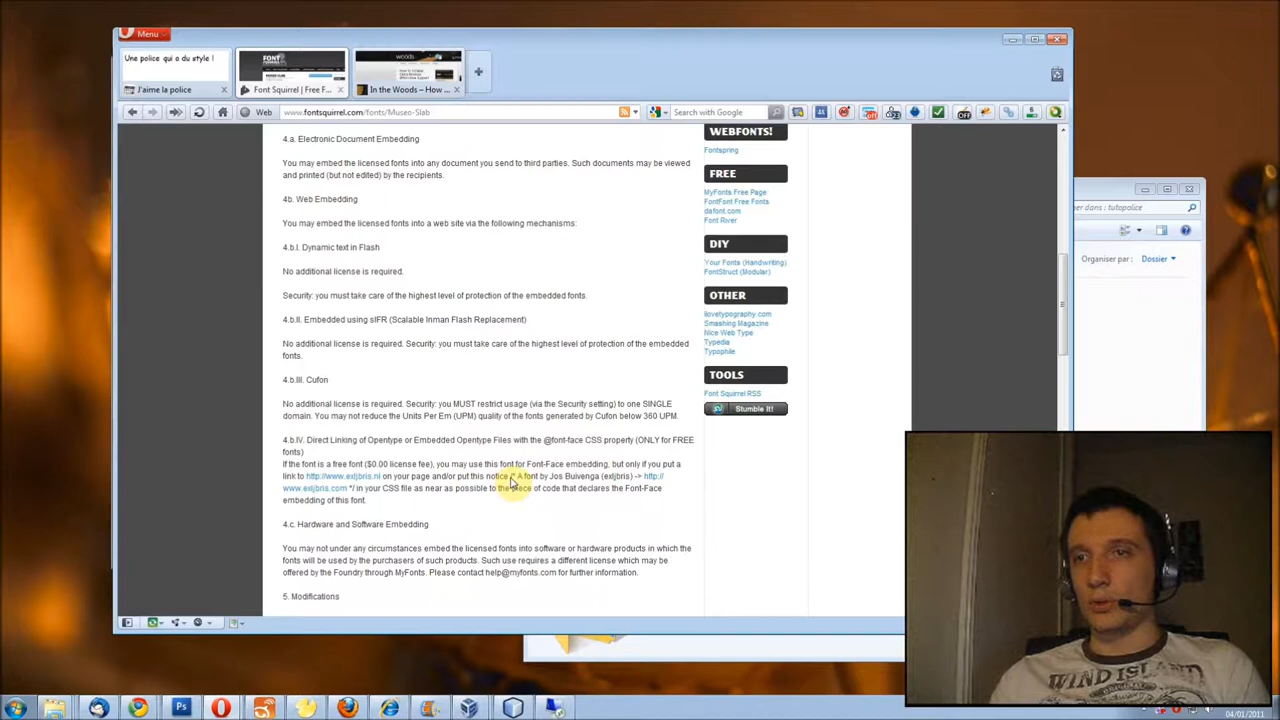 Menu
Une police qui a du style !
J'aime la police
Font Squirrel | Free F...
woods
In the Woods – How ...
Web
www.fontsquirrel.com/fonts/Museo-Slab
Search with Google
4.a. Electronic Document Embedding
You may embed the licensed fonts into any document you send to third parties. Such documents may be viewed
and printed (but not edited) by the recipients.
4b. Web Embedding
You may embed the licensed fonts into a web site via the following mechanisms:
4.b.I. Dynamic text in Flash
No additional license is required.
Security: you must take care of the highest level of protection of the embedded fonts.
4.b.II. Embedded using sIFR (Scalable Inman Flash Replacement)
No additional license is required. Security: you must take care of the highest level of protection of the embedded
fonts.
4.b.III. Cufon
No additional license is required. Security: you MUST restrict usage (via the Security setting) to one SINGLE
domain. You may not reduce the Units Per Em (UPM) quality of the fonts generated by Cufon below 360 UPM.
4.b.IV. Direct Linking of Opentype or Embedded Opentype Files with the @font-face CSS property (ONLY for FREE
fonts)
If the font is a free font ($0.00 license fee), you may use this font for Font-Face embedding, but only if you put a
link to http://www.exljbris.nl on your page and/or put this notice /* A font by Jos Buivenga (exljbris) -> http://
www.exljbris.com */ in your CSS file as near as possible to the piece of code that declares the Font-Face
embedding of this font.
4.c. Hardware and Software Embedding
You may not under any circumstances embed the licensed fonts into software or hardware products in which the
fonts will be used by the purchasers of such products. Such use requires a different license which may be
offered by the Foundry through MyFonts. Please contact help@myfonts.com for further information.
5. Modifications
WEBFONTS!
Fontspring
FREE
MyFonts Free Page
FontFont Free Fonts
dafont.com
Font River
DIY
Your Fonts (Handwriting)
FontStruct (Modular)
OTHER
ilovetypography.com
Smashing Magazine
Nice Web Type
Typedia
Typophile
TOOLS
Font Squirrel RSS
Stumble It!
per dans : tutopolice
Organiser par : Dossier
WIND ISLAND
04/01/2011